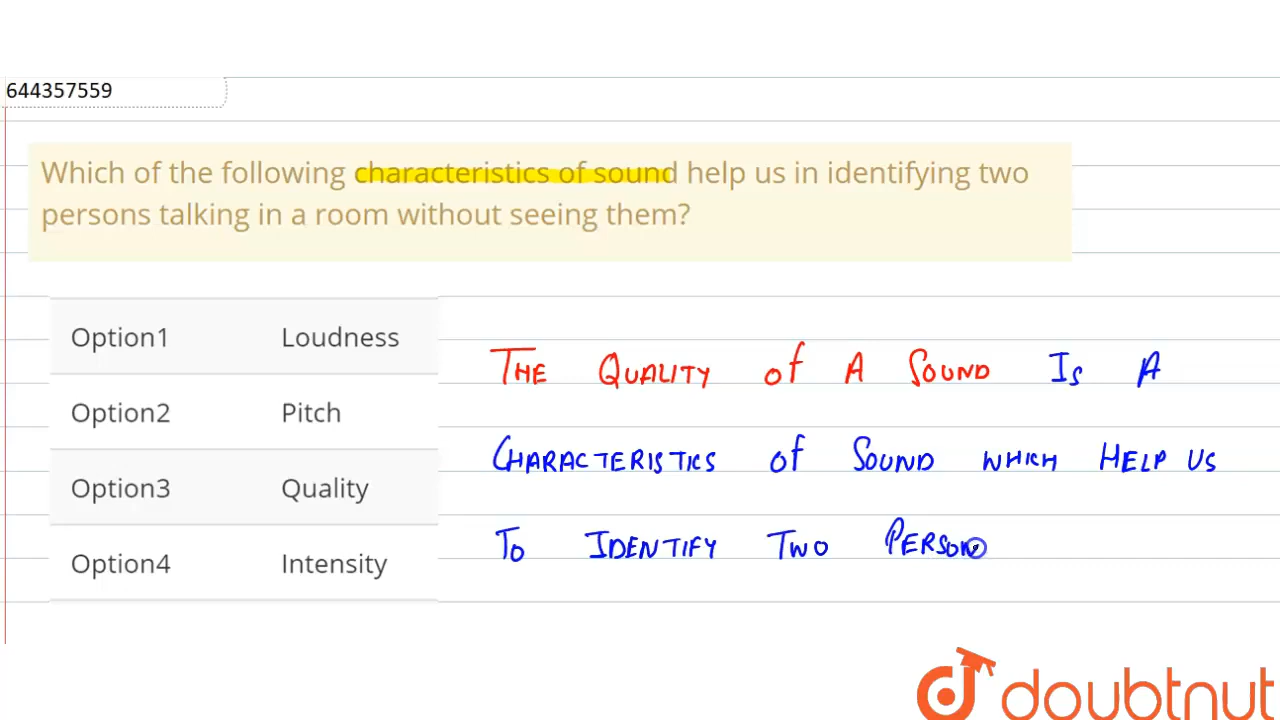 644357559
Which of the following characteristics of sound help us in identifying two
persons talking in a room without seeing them?
Option1 Loudness
Option2 Pitch
Option3 Quality
Option4 Intensity
THE QUALITY Of A SOUND IS A
CHARACTERISTICS Of SOUND WHICH HELP US
TO IDENTIFY TWO PERSON
doubtnut